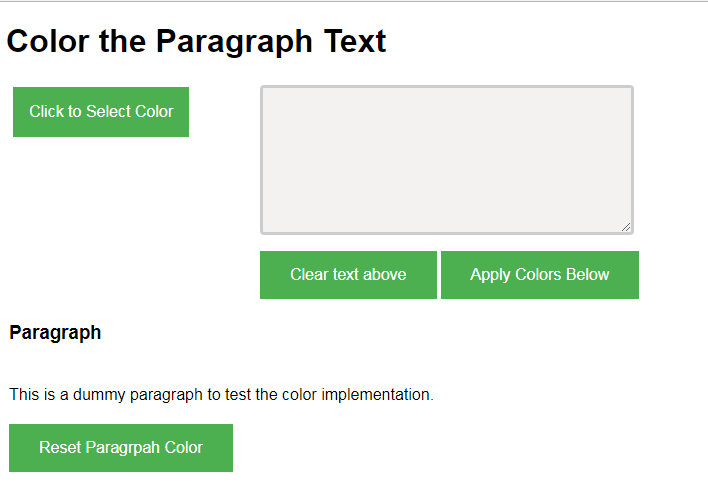 Color the Paragraph Text
Click to Select Color
Clear text above
Apply Colors Below
Paragraph
This is a dummy paragraph to test the color implementation.
Reset Paragrpah Color